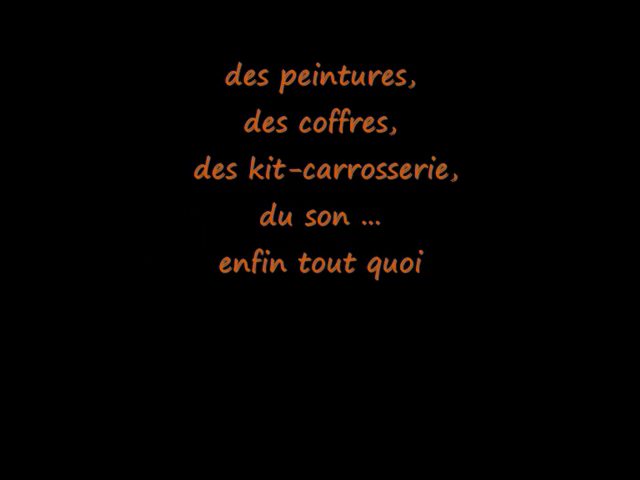 des peintures,
des coffres,
des kit-carrosserie,
du son ...
enfin tout quoi